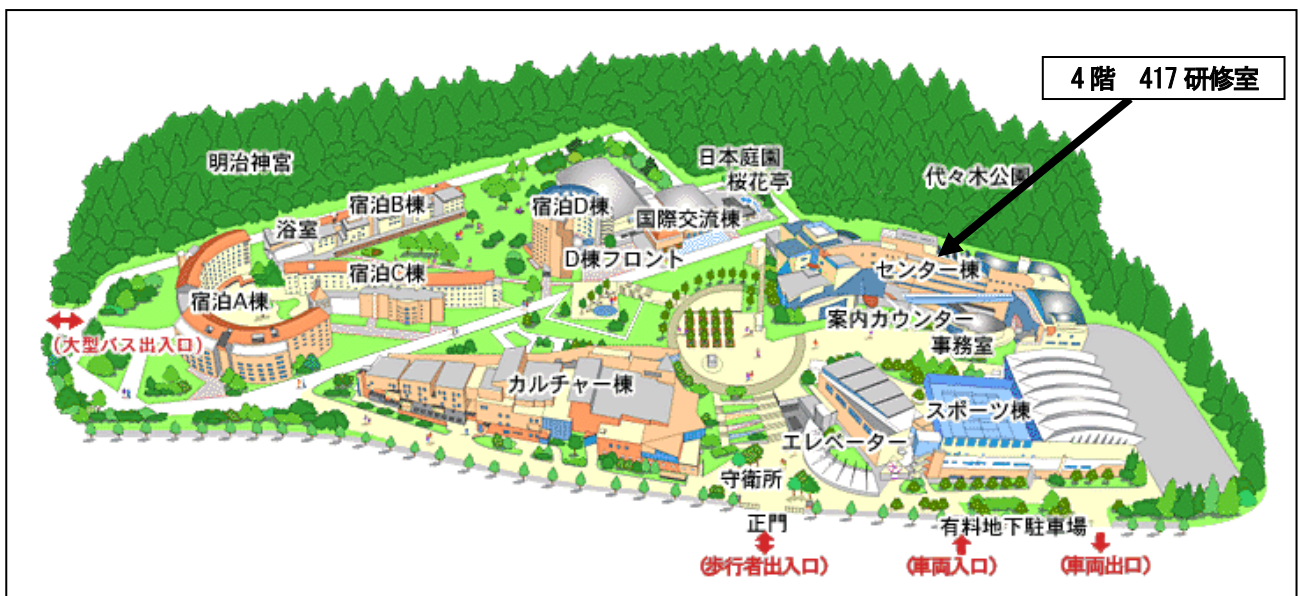 4階 417研修室
明治神宮
日本庭園
桜花亭
代々木公園
宿泊B棟
浴室
宿泊D棟
国際交流棟
D棟フロント
宿泊C棟
宿泊A棟
センター棟
案内カウンター
事務室
(大型バス出入口)
カルチャー棟
スポーツ棟
エレベーター
守衛所
正門
(歩行者出入口)
有料地下駐車場
(車両入口)
(車両出口)